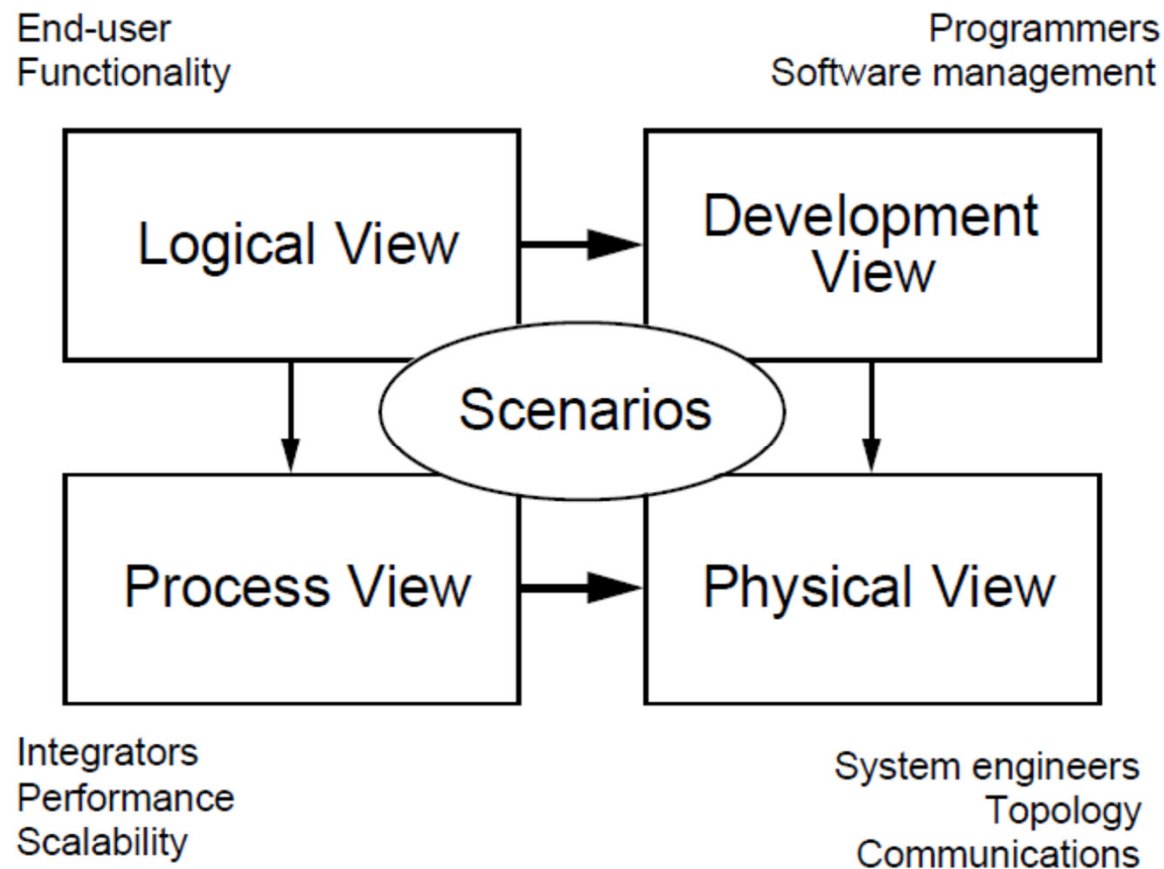 End-user
Functionality
Programmers
Software management
Logical View
Development
View
Scenarios
Process View
Physical View
Integrators
Performance
Scalability
System engineers
Topology
Communications